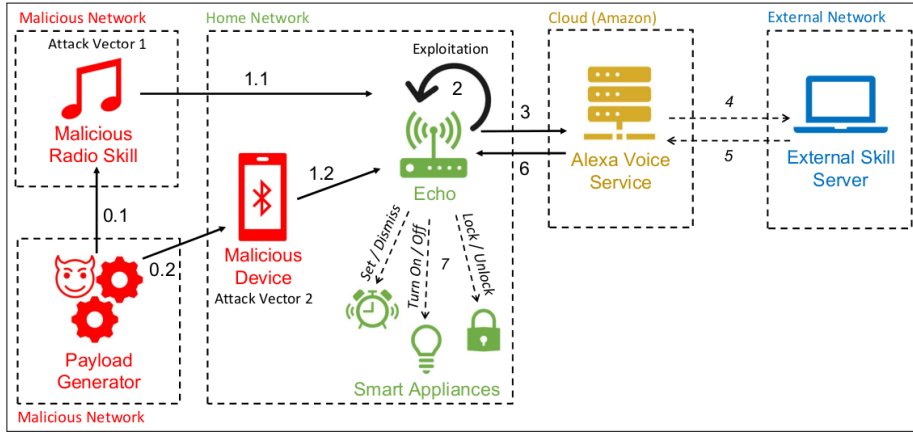 Malicious Network
Home Network
Cloud (Amazon)
External Network
Attack Vector 1
Malicious
Radio Skill
1.1
Exploitation
2
Echo
3
6
Alexa Voice
Service
4
5
External Skill
Server
0.1
0.2
1.2
Malicious
Device
Attack Vector 2
Payload
Generator
Malicious Network
Set / Dismiss
Turn On / Off
7
Lock / Unlock
Smart Appliances